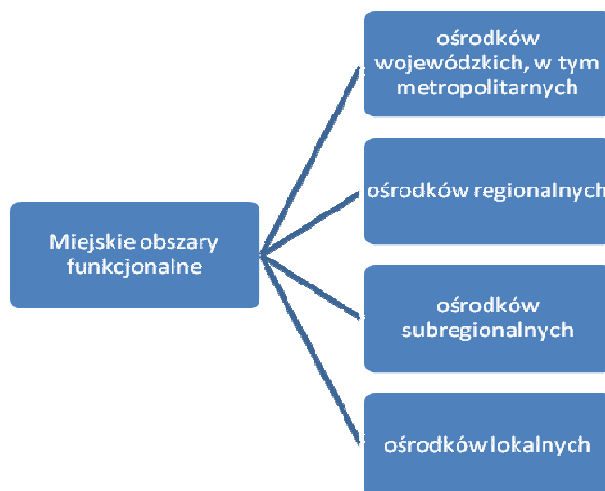 ośrodków
wojewódzkich, w tym
metropolitarnych
ośrodków regionalnych
Miejskie obszary
funkcjonalne
ośrodków
subregionalnych
ośrodków lokalnych